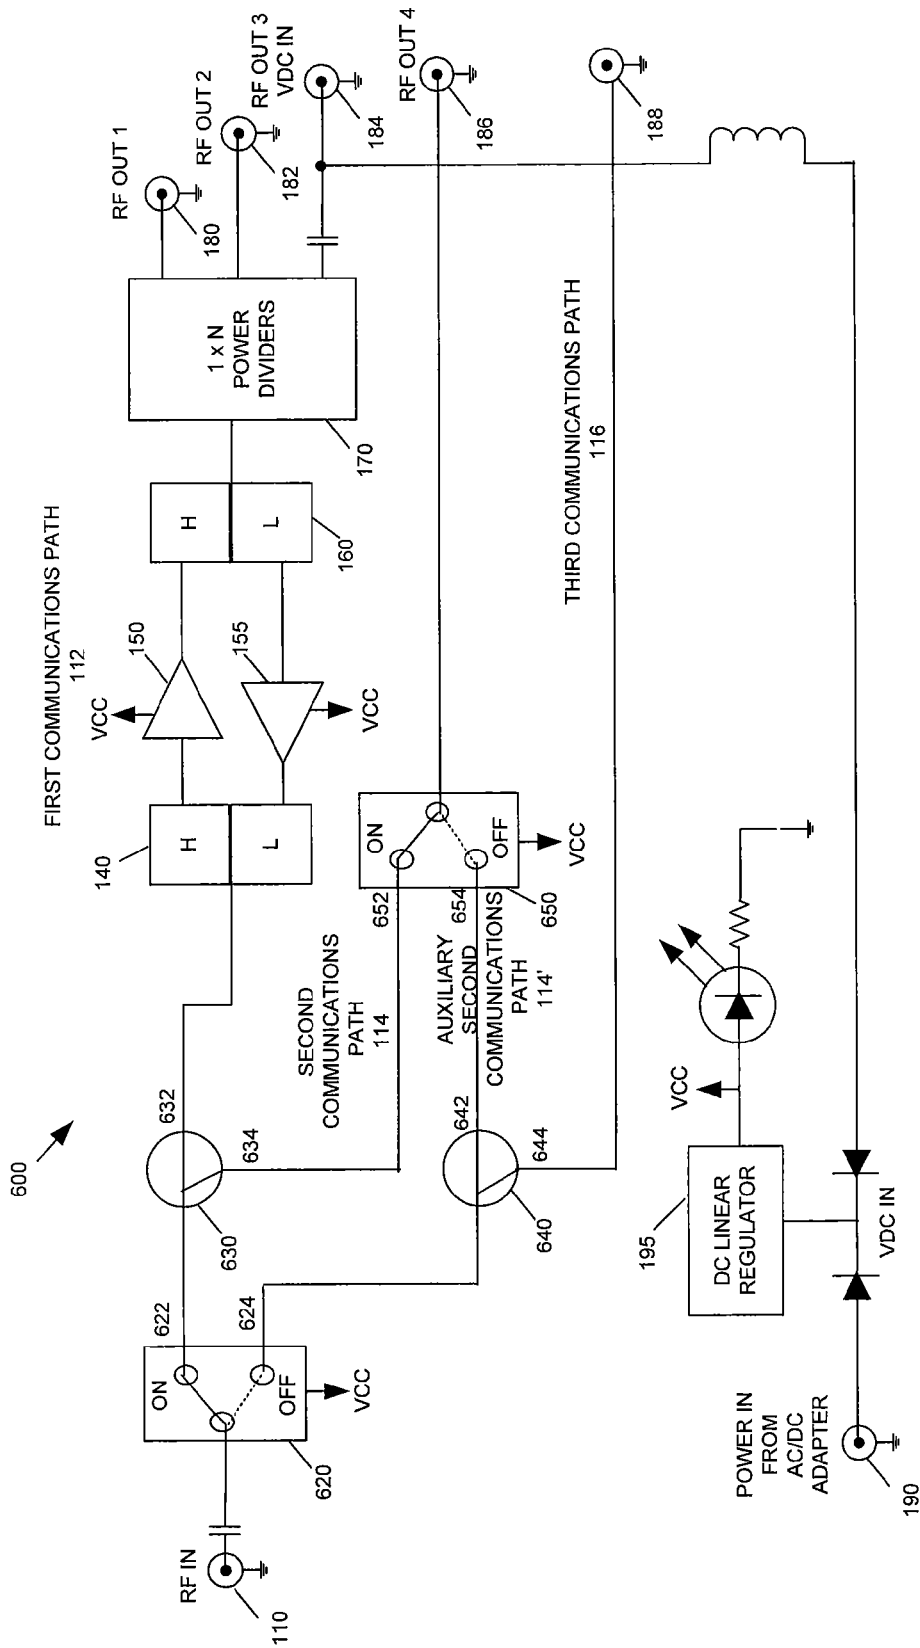 600
RF IN
110
620
ON
OFF
VCC
622
624
630
632
634
640
642
644
FIRST COMMUNICATIONS PATH
112
140
H
L
VCC
150
155
VCC
H
L
160
170
1 x N
POWER
DIVIDERS
RF OUT 1
180
RF OUT 2
182
RF OUT 3
VDC IN
184
RF OUT 4
186
188
SECOND
COMMUNICATIONS
PATH
114
AUXILIARY
SECOND
COMMUNICATIONS
PATH 114'
652
654
650
ON
OFF
VCC
THIRD COMMUNICATIONS PATH
116
POWER IN
FROM
AC/DC
ADAPTER
190
195
DC LINEAR
REGULATOR
VCC
VDC IN